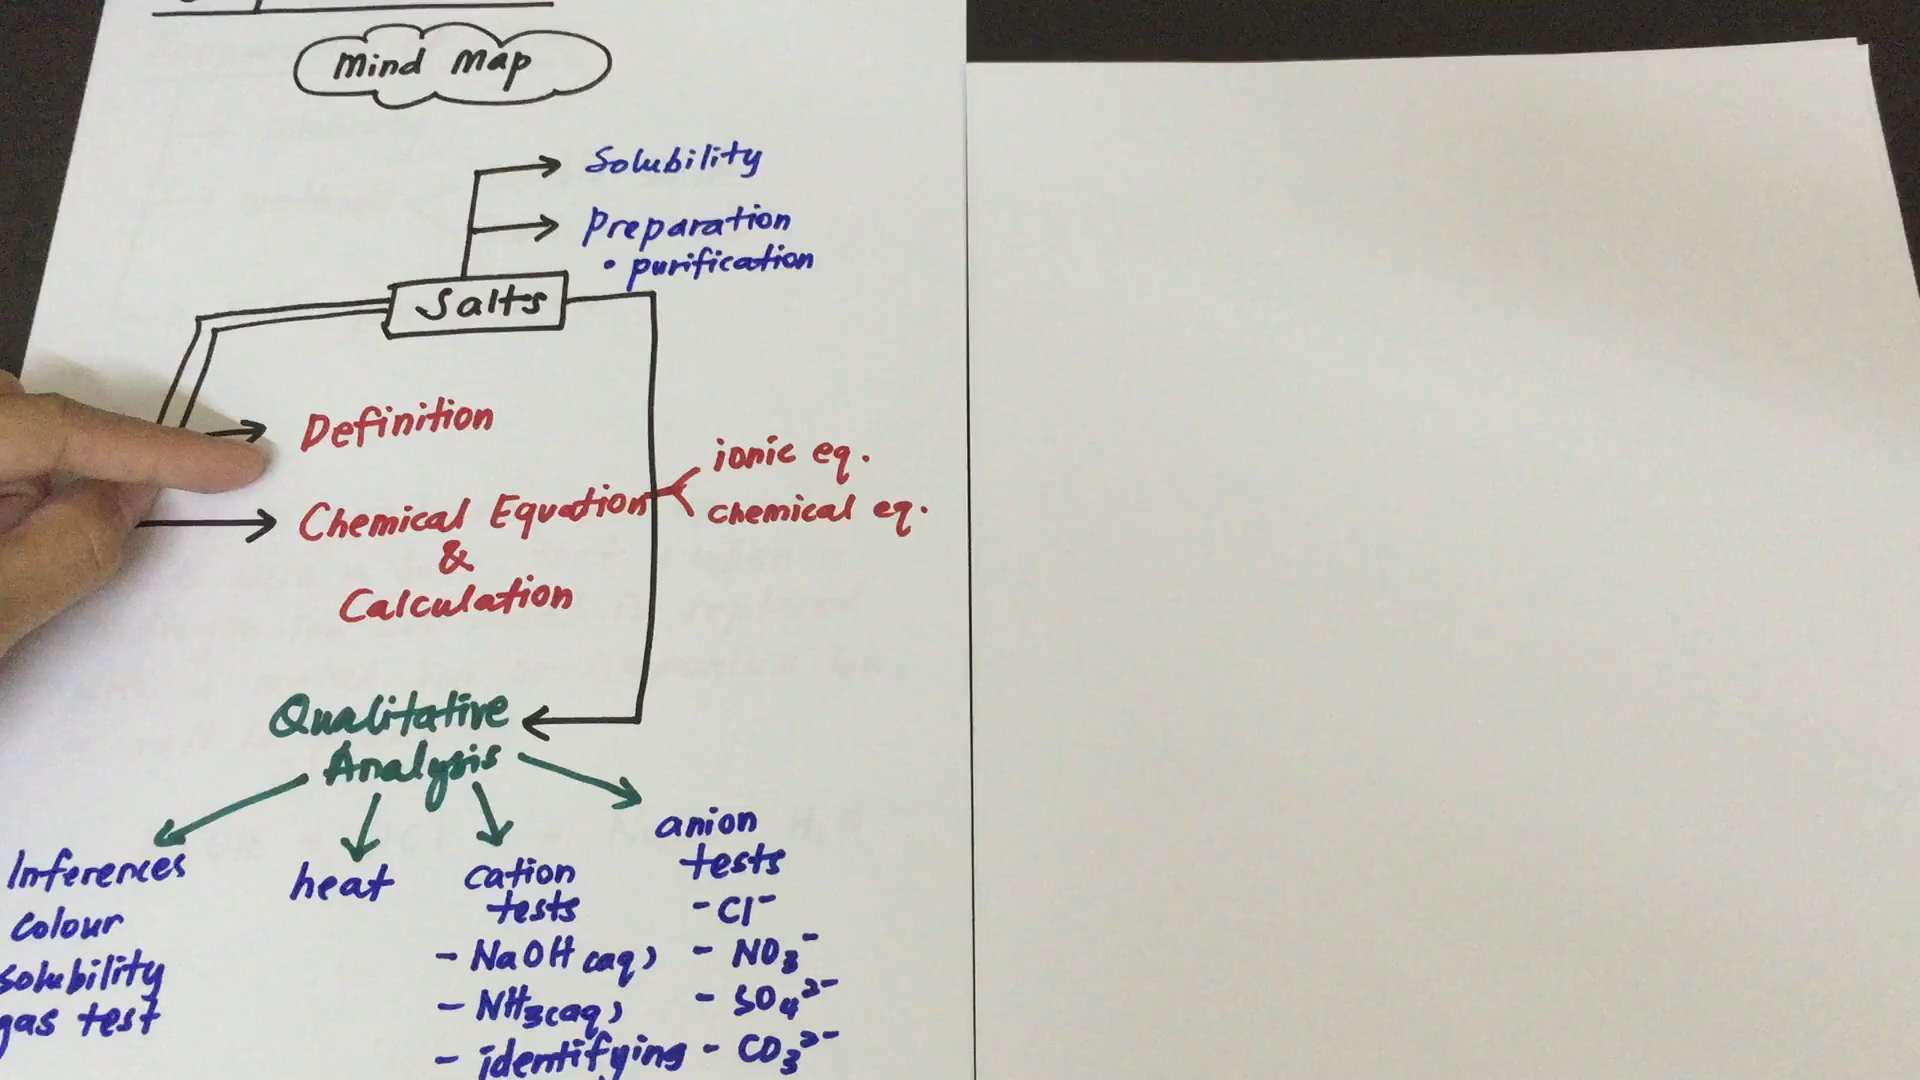 Mind Map
Solubility
Preparation
• purification
Salts
Definition
ionic eq.
Chemical Equation
chemical eq.
&
Calculation
Qualitative
Analysis
Inferences
Colour
solubility
gas test
heat
cation
tests
- NaOH (aq)
- NH₃(aq)
- identifying
anion
tests
- Cl⁻
- NO₃⁻
- SO₄²⁻
- CO₃²⁻